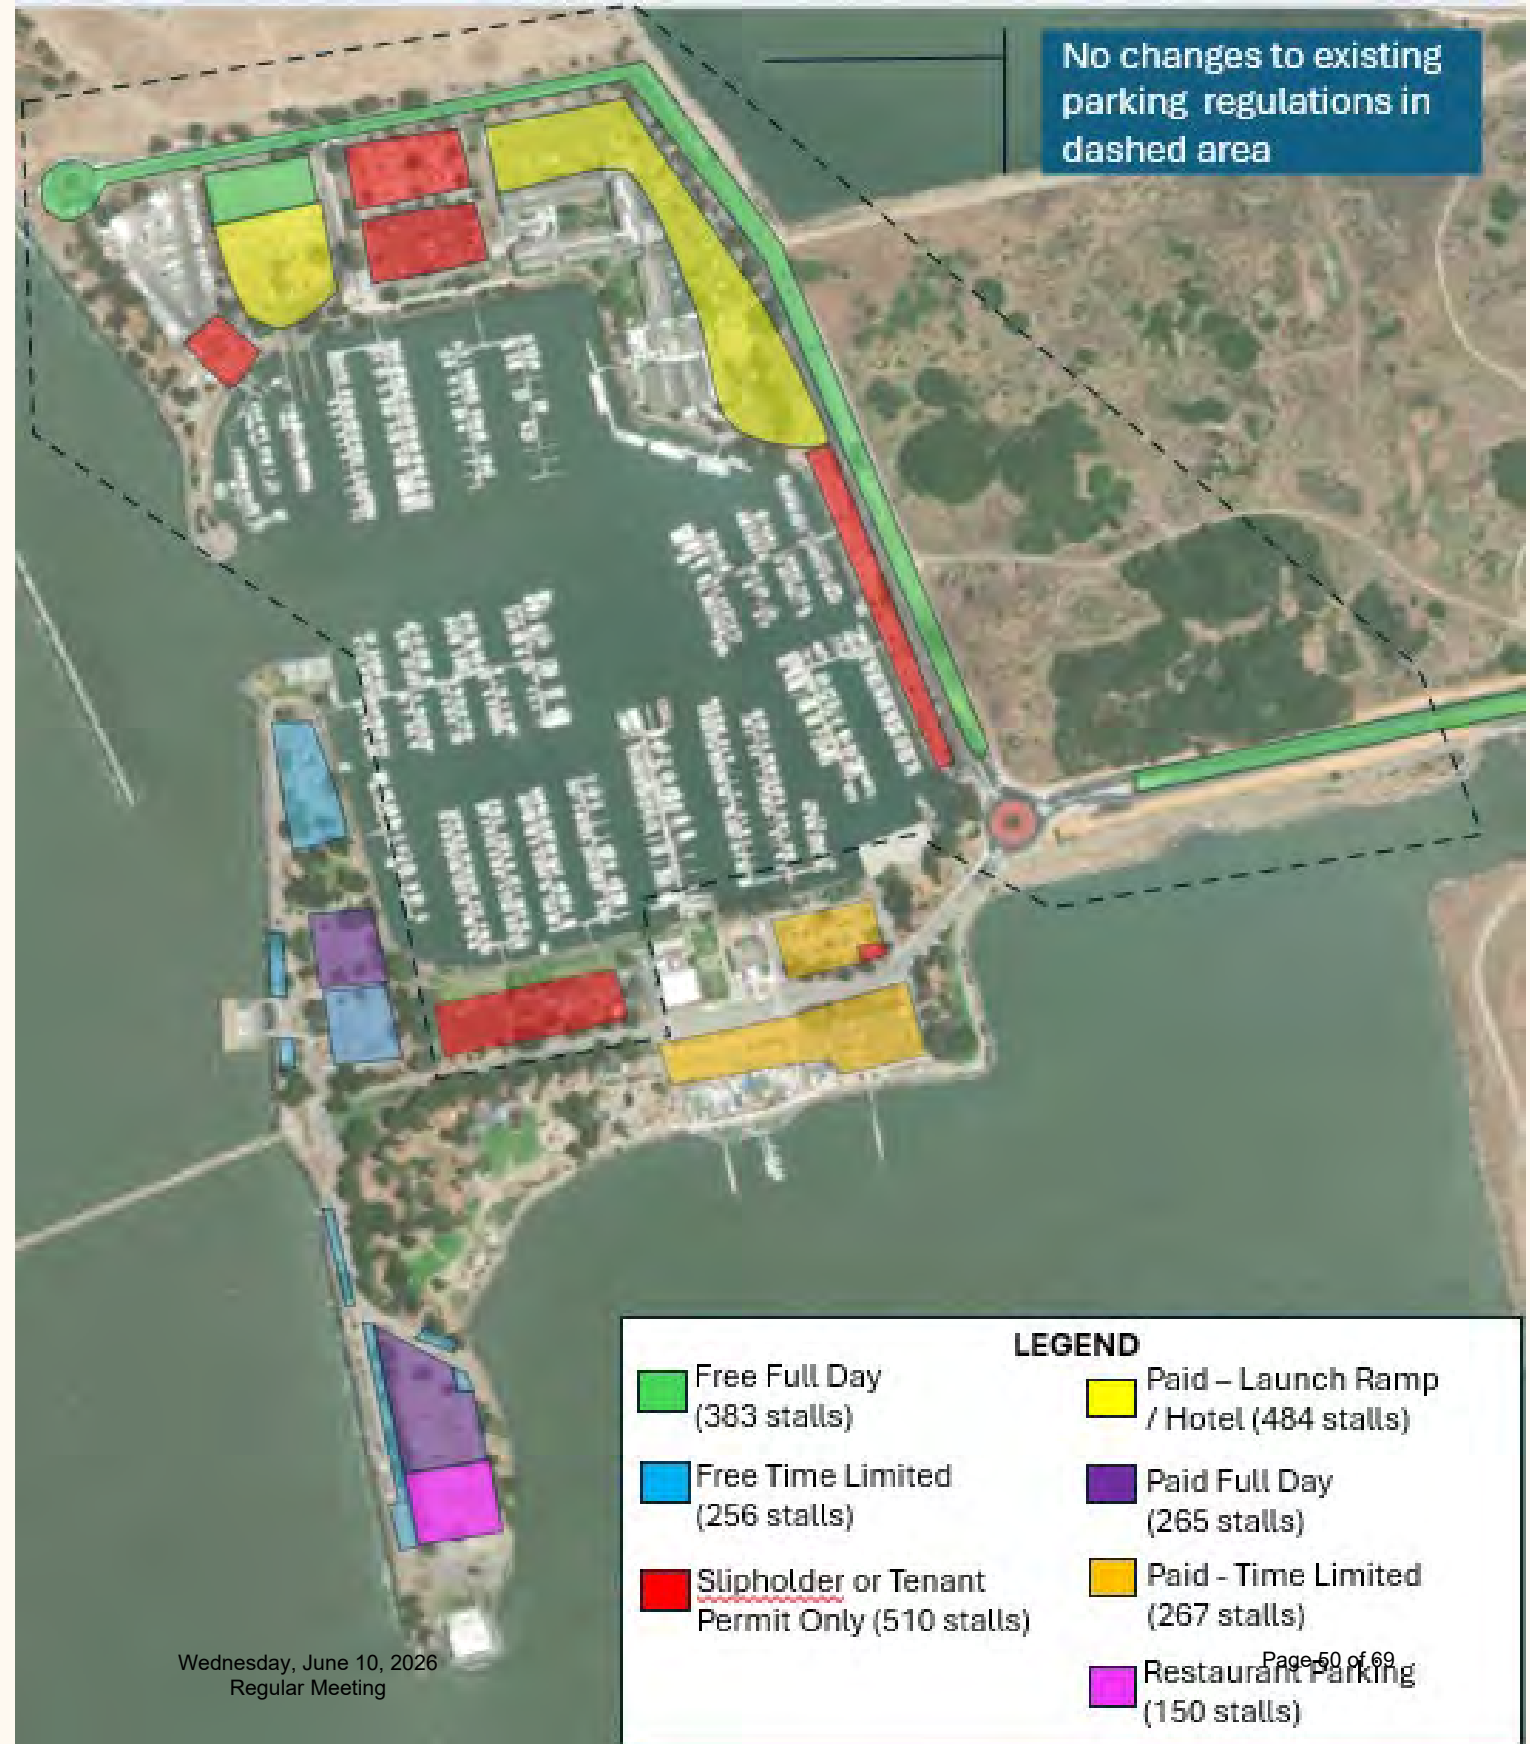 No changes to existing
parking regulations in
dashed area
LEGEND
Free Full Day
(383 stalls)
Free Time Limited
(256 stalls)
Slipholder or Tenant
Permit Only (510 stalls)
Paid – Launch Ramp
/ Hotel (484 stalls)
Paid Full Day
(265 stalls)
Paid - Time Limited
(267 stalls)
Restaurant Parking
(150 stalls)
Wednesday, June 10, 2026
Regular Meeting
Page 50 of 69